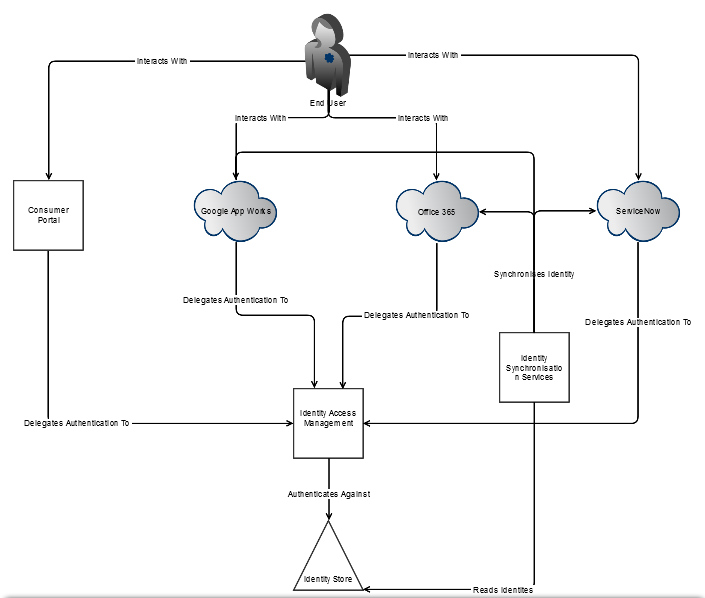 Interacts With
Interacts With
End User
Interacts With
Interacts With
Consumer
Portal
Google App Works
Office 365
ServiceNow
Synchronises Identity
Delegates Authentication To
Delegates Authentication To
Delegates Authentication To
Identity
Synchronisatio
n Services
Identity Access
Management
Delegates Authentication To
Authenticates Against
Identity Store
Reads Identites